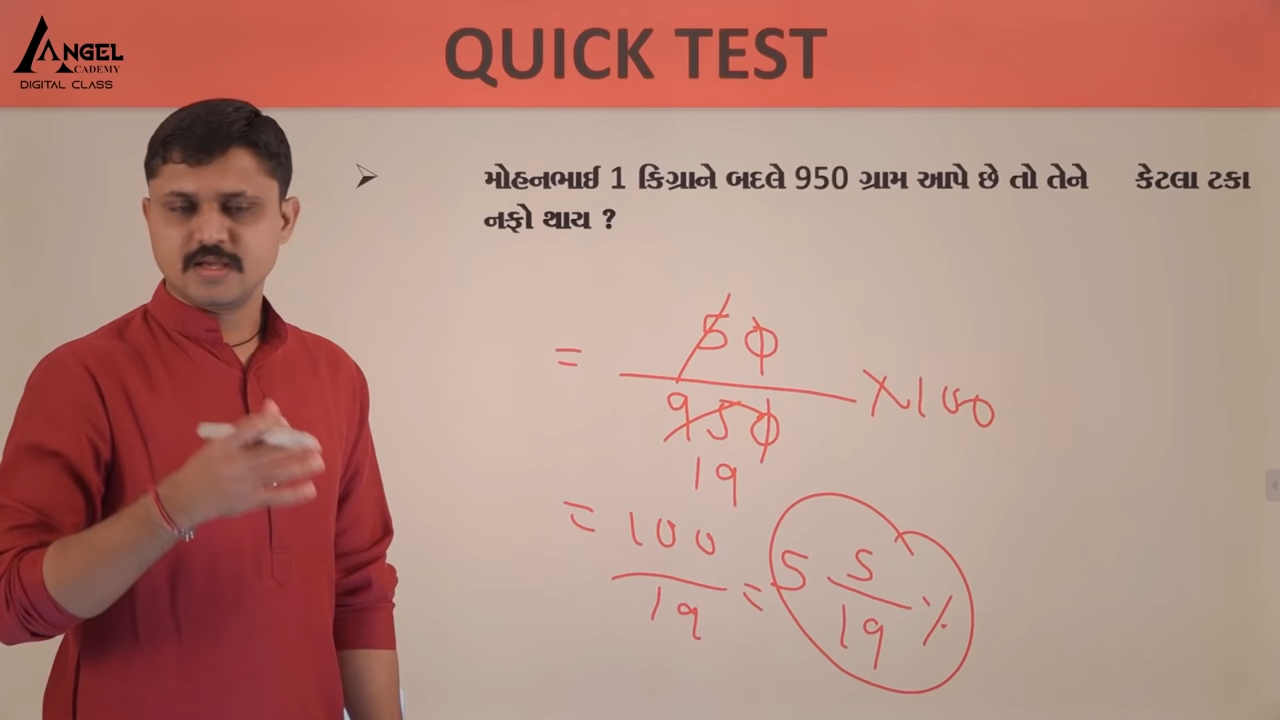 ANGEL
ACADEMY
DIGITAL CLASS
QUICK TEST
➢ મોહનભાઈ 1 કિગ્રાને બદલે 950 ગ્રામ આપે છે તો તેને કેટલા ટકા
નફો થાય ?
= 50/950 × 100
19
= 100/19 = 5 5/19 %